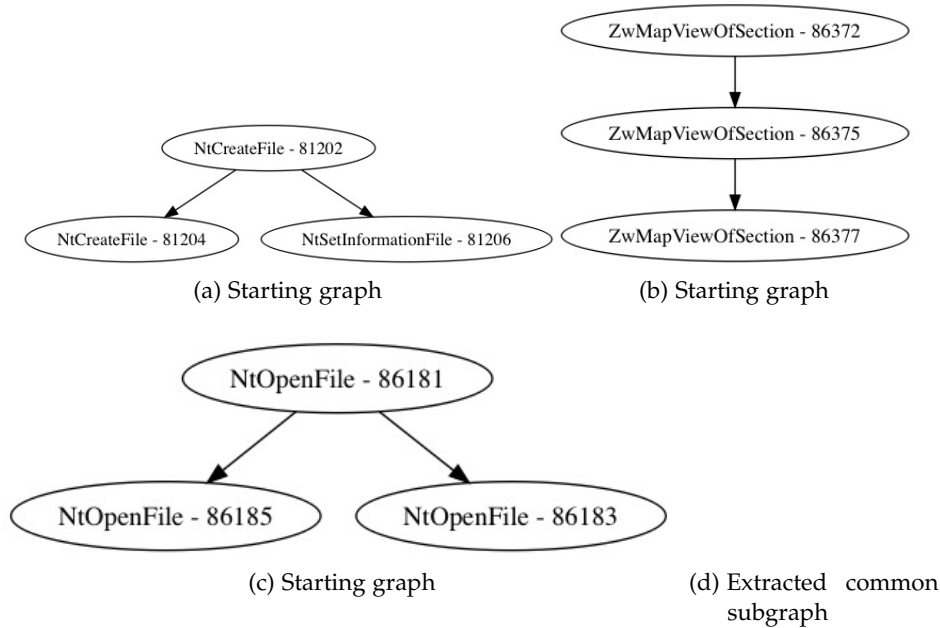 ZwMapViewOfSection - 86372
NtCreateFile - 81202
ZwMapViewOfSection - 86375
NtCreateFile - 81204
NtSetInformationFile - 81206
ZwMapViewOfSection - 86377
(a) Starting graph
(b) Starting graph
NtOpenFile - 86181
NtOpenFile - 86185
NtOpenFile - 86183
(c) Starting graph
(d) Extracted common
subgraph